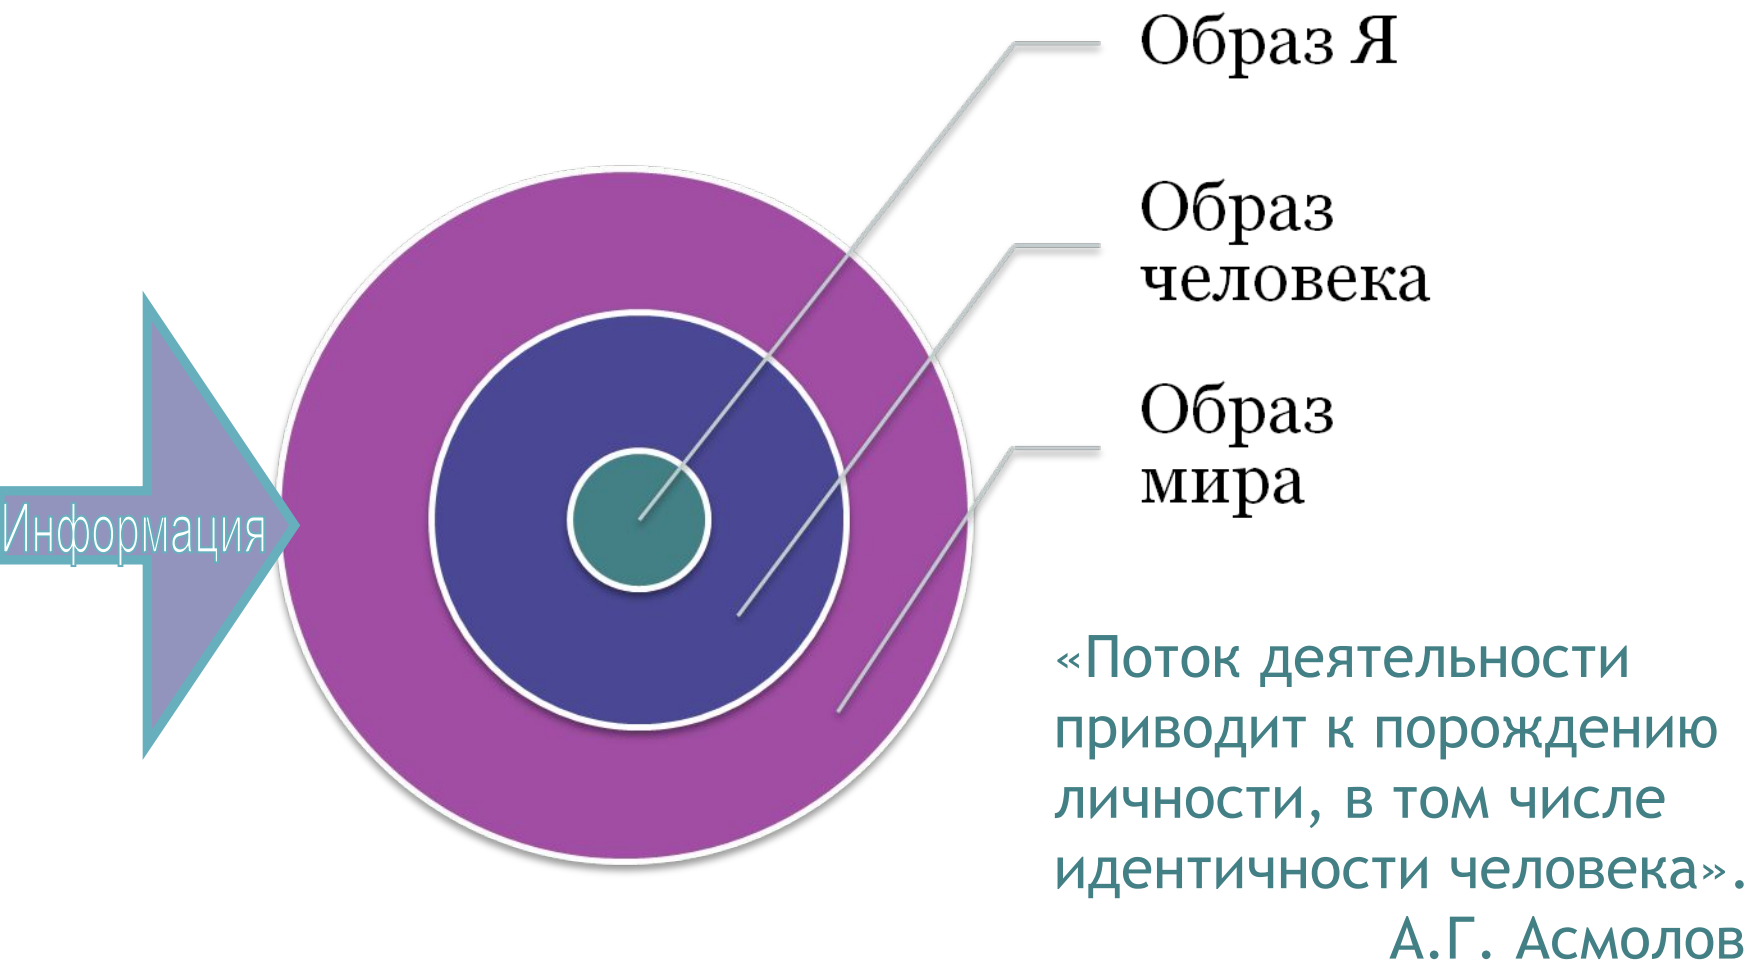 Образ Я
Образ
человека
Образ
мира
Информация
«Поток деятельности
приводит к порождению
личности, в том числе
идентичности человека».
А.Г. Асмолов